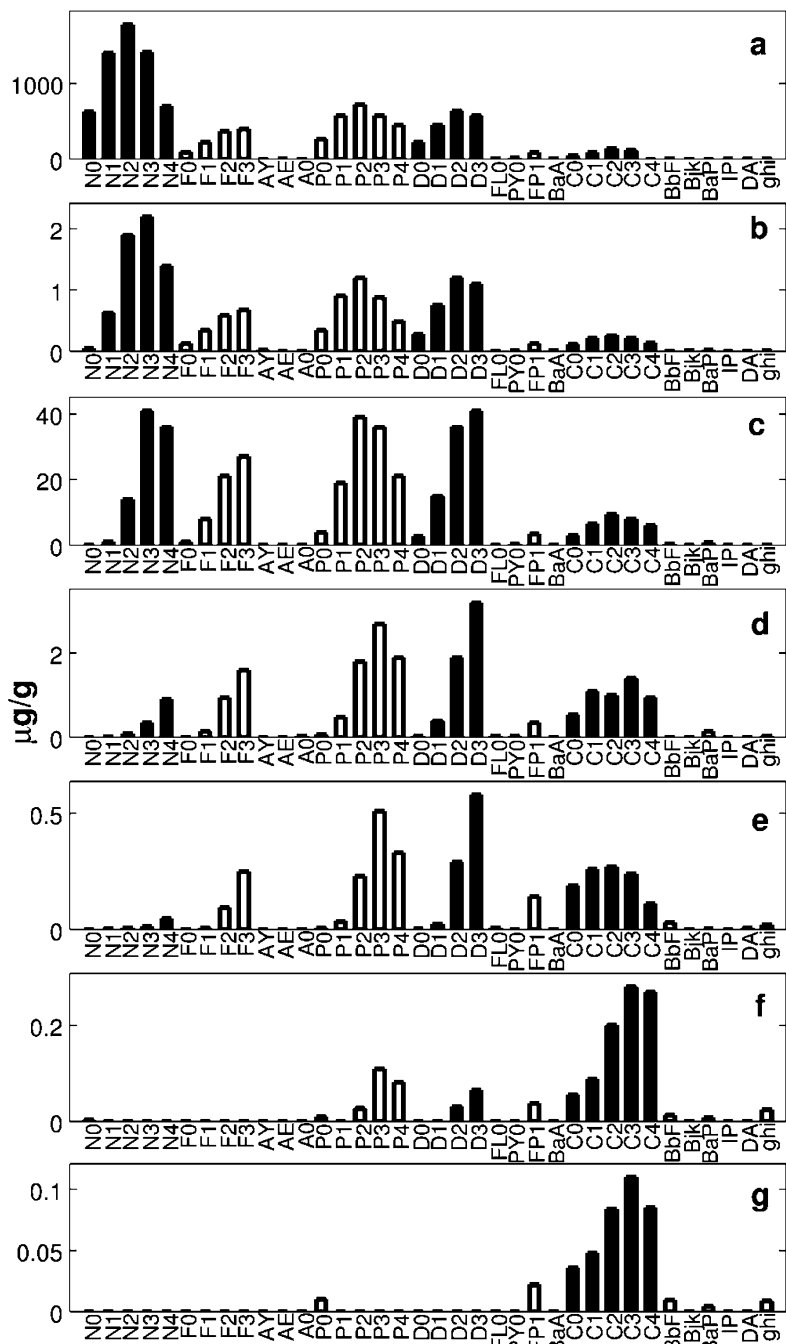 a
1000
0
N0 N1 N2 N3 N4 F0 F1 F2 F3 AY AE A0 P0 P1 P2 P3 P4 D0 D1 D2 D3 FL0 PY0 FP1 BaA C0 C1 C2 C3 C4 BbF Bjk BaP IP DA ghi
b
2
1
0
N0 N1 N2 N3 N4 F0 F1 F2 F3 AY AE A0 P0 P1 P2 P3 P4 D0 D1 D2 D3 FL0 PY0 FP1 BaA C0 C1 C2 C3 C4 BbF Bjk BaP IP DA ghi
c
40
20
0
N0 N1 N2 N3 N4 F0 F1 F2 F3 AY AE A0 P0 P1 P2 P3 P4 D0 D1 D2 D3 FL0 PY0 FP1 BaA C0 C1 C2 C3 C4 BbF Bjk BaP IP DA ghi
d
2
0
µg/g
N0 N1 N2 N3 N4 F0 F1 F2 F3 AY AE A0 P0 P1 P2 P3 P4 D0 D1 D2 D3 FL0 PY0 FP1 BaA C0 C1 C2 C3 C4 BbF Bjk BaP IP DA ghi
e
0.5
0
N0 N1 N2 N3 N4 F0 F1 F2 F3 AY AE A0 P0 P1 P2 P3 P4 D0 D1 D2 D3 FL0 PY0 FP1 BaA C0 C1 C2 C3 C4 BbF Bjk BaP IP DA ghi
f
0.2
0
N0 N1 N2 N3 N4 F0 F1 F2 F3 AY AE A0 P0 P1 P2 P3 P4 D0 D1 D2 D3 FL0 PY0 FP1 BaA C0 C1 C2 C3 C4 BbF Bjk BaP IP DA ghi
g
0.1
0.05
0
N0 N1 N2 N3 N4 F0 F1 F2 F3 AY AE A0 P0 P1 P2 P3 P4 D0 D1 D2 D3 FL0 PY0 FP1 BaA C0 C1 C2 C3 C4 BbF Bjk BaP IP DA ghi